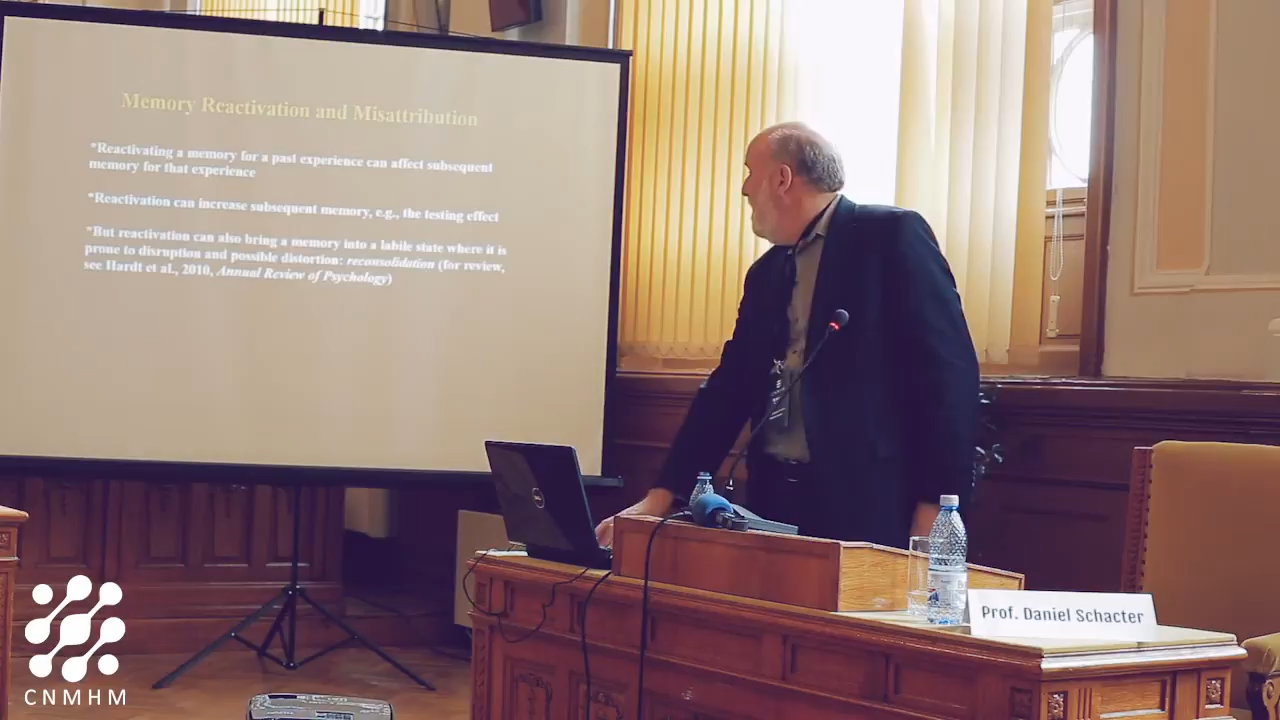 Memory Reactivation and Misattribution
*Reactivating a memory for a past experience can affect subsequent
memory for that experience
*Reactivation can increase subsequent memory, e.g., the testing effect
*But reactivation can also bring a memory into a labile state where it is
prone to disruption and possible distortion: reconsolidation (for review,
see Hardt et al., 2010, Annual Review of Psychology)
Prof. Daniel Schacter
CNMHM